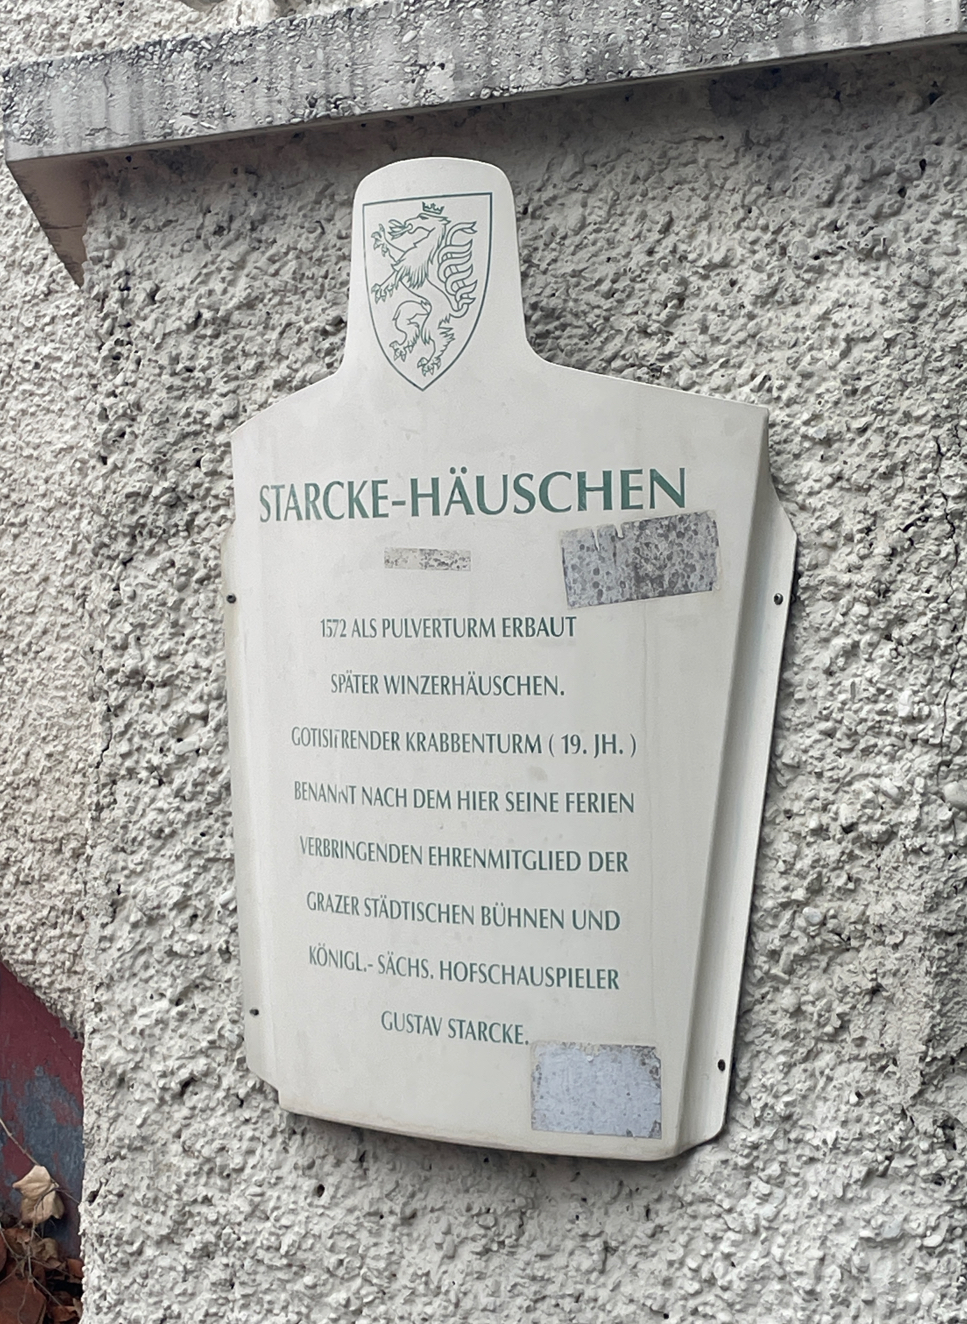 STARCKE-HÄUSCHEN
1572 ALS PULVERTURM ERBAUT
SPÄTER WINZERHÄUSCHEN.
GOTISIERENDER KRABBENTURM ( 19. JH. )
BENANNT NACH DEM HIER SEINE FERIEN
VERBRINGENDEN EHRENMITGLIED DER
GRAZER STÄDTISCHEN BÜHNEN UND
KÖNIGL.- SÄCHS. HOFSCHAUSPIELER
GUSTAV STARCKE.